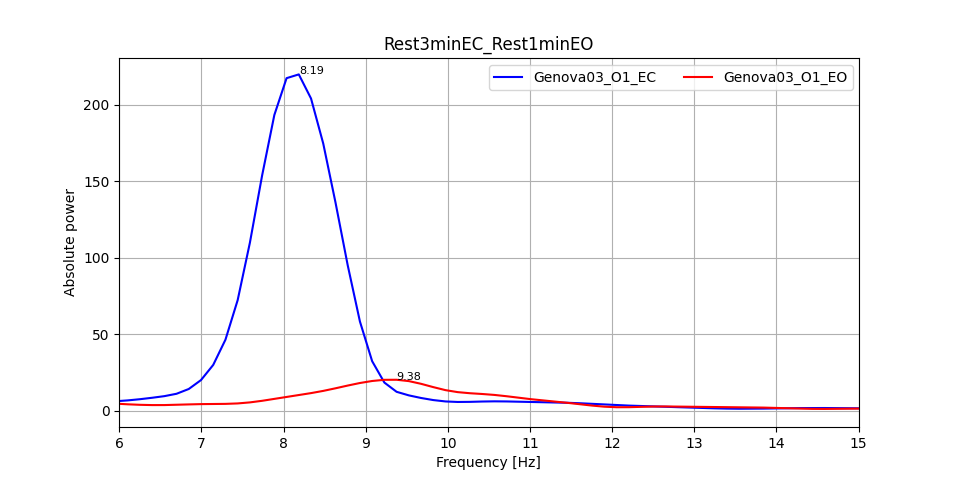 Rest3minEC_Rest1minEO
Genova03_O1_EC
Genova03_O1_EO
8.19
9.38
Absolute power
200
150
100
50
0
6 7 8 9 10 11 12 13 14 15
Frequency [Hz]